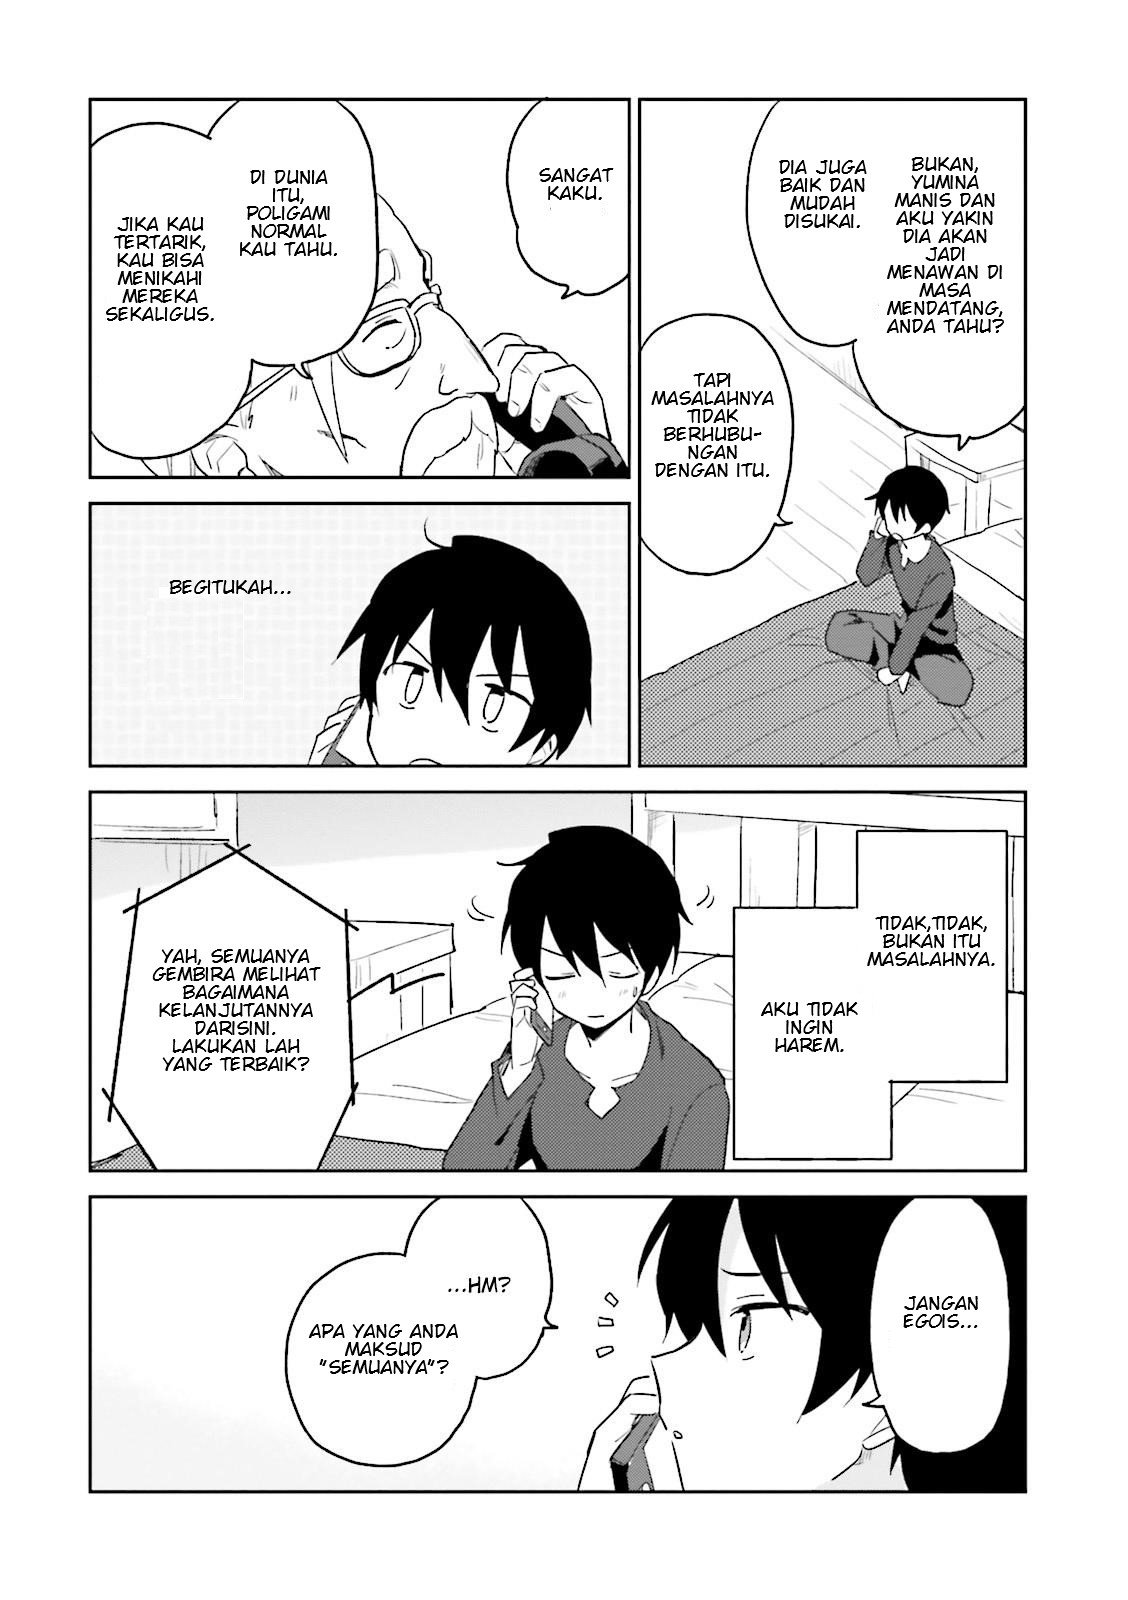 BUKAN,
YUMINA
MANIS DAN
AKU YAKIN
DIA AKAN
JADI
MENAWAN DI
MASA
MENDATANG,
ANDA TAHU?
DIA JUGA
BAIK DAN
MUDAH
DISUKAI.
TAPI
MASALAHNYA
TIDAK
BERHUBU-
NGAN
DENGAN ITU.
SANGAT
KAKU.
DI DUNIA
ITU,
POLIGAMI
NORMAL
KAU TAHU.
JIKA KAU
TERTARIK,
KAU BISA
MENIKAHI
MEREKA
SEKALIGUS.
BEGITUKAH...
TIDAK,TIDAK,
BUKAN ITU
MASALAHNYA.
AKU TIDAK
INGIN
HAREM.
YAH, SEMUANYA
GEMBIRA MELIHAT
BAGAIMANA
KELANJUTANNYA
DARISINI.
LAKUKAN LAH
YANG TERBAIK?
JANGAN
EGOIS...
...HM?
APA YANG ANDA
MAKSUD
"SEMUANYA"?